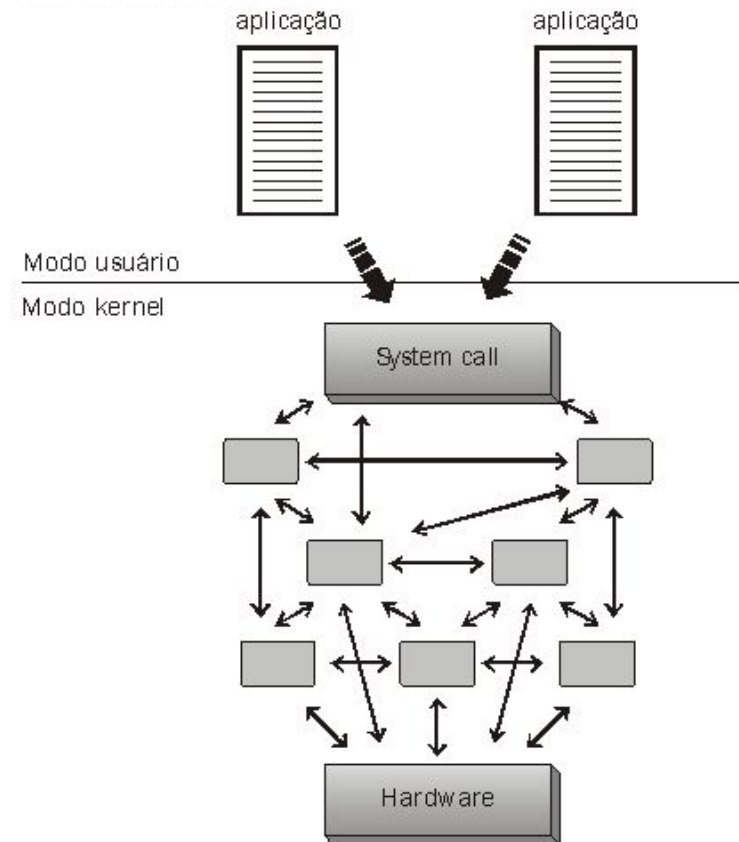 aplicação
aplicação
Modo usuário
Modo kernel
System call
Hardware